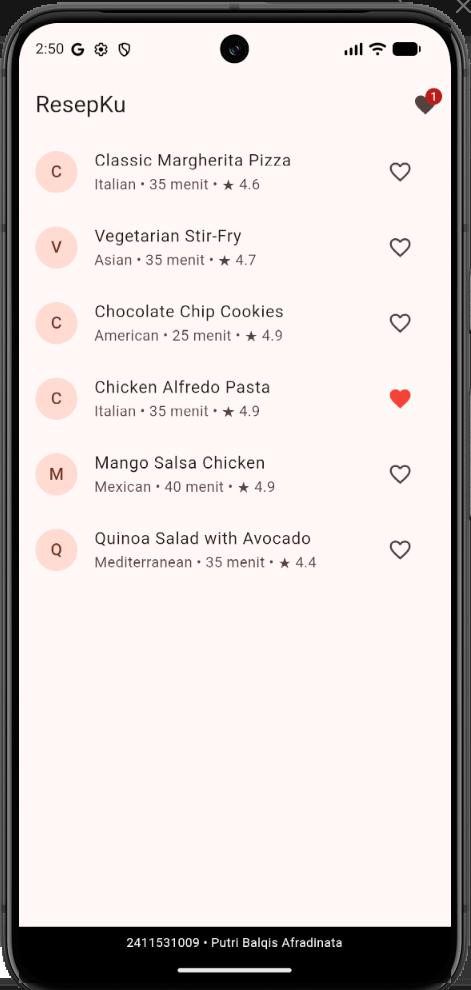 2:50 G
ResepKu
1
C
Classic Margherita Pizza
Italian • 35 menit • ★ 4.6
V
Vegetarian Stir-Fry
Asian • 35 menit • ★ 4.7
C
Chocolate Chip Cookies
American • 25 menit • ★ 4.9
C
Chicken Alfredo Pasta
Italian • 35 menit • ★ 4.9
M
Mango Salsa Chicken
Mexican • 40 menit • ★ 4.9
Q
Quinoa Salad with Avocado
Mediterranean • 35 menit • ★ 4.4
2411531009 • Putri Balqis Afradinata